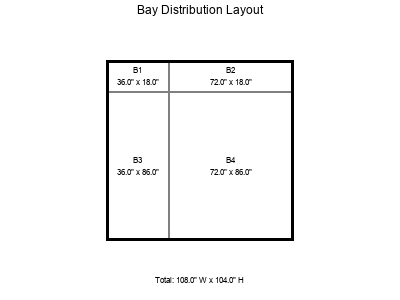 Bay Distribution Layout
B1
36.0" x 18.0"
B2
72.0" x 18.0"
B3
36.0" x 86.0"
B4
72.0" x 86.0"
Total: 108.0" W x 104.0" H